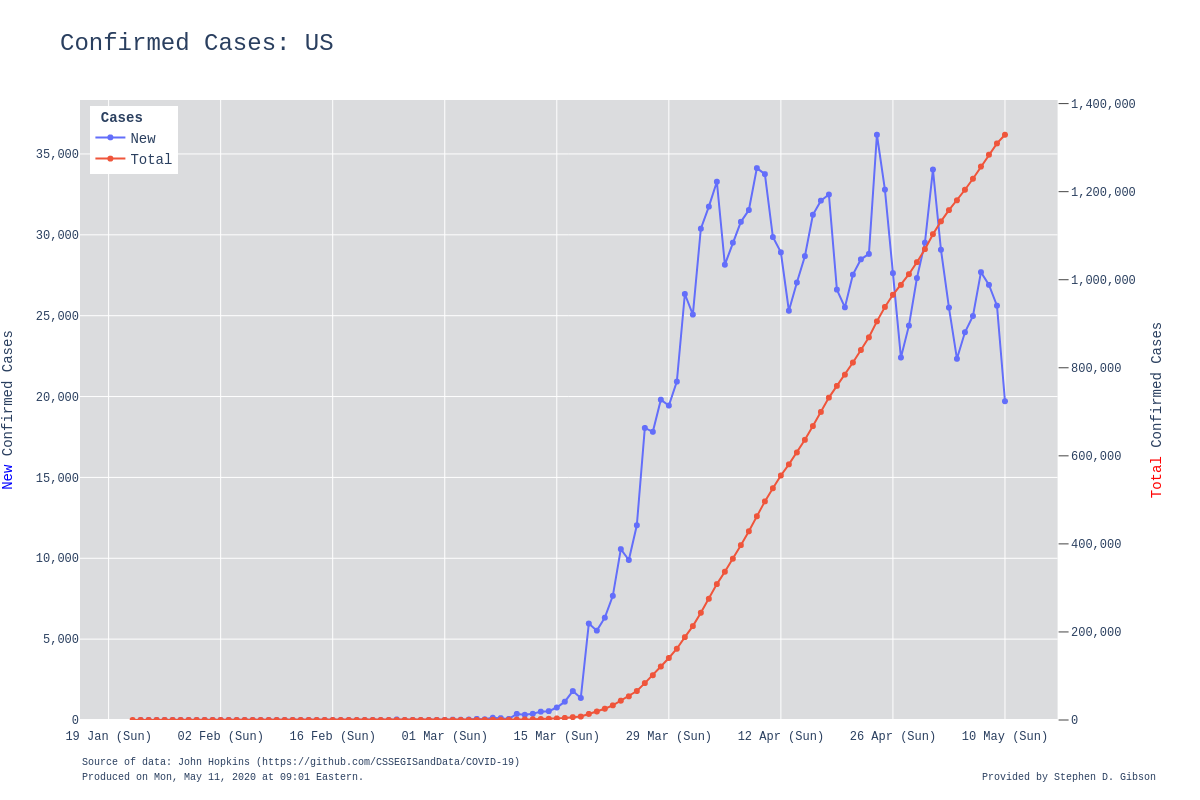 Confirmed Cases: US
Cases
New
Total
35,000
30,000
25,000
20,000
15,000
10,000
5,000
0
New Confirmed Cases
1,400,000
1,200,000
1,000,000
800,000
600,000
400,000
200,000
0
Total Confirmed Cases
19 Jan (Sun) 02 Feb (Sun) 16 Feb (Sun) 01 Mar (Sun) 15 Mar (Sun) 29 Mar (Sun) 12 Apr (Sun) 26 Apr (Sun) 10 May (Sun)
Source of data: John Hopkins (https://github.com/CSSEGISandData/COVID-19)
Produced on Mon, May 11, 2020 at 09:01 Eastern.
Provided by Stephen D. Gibson